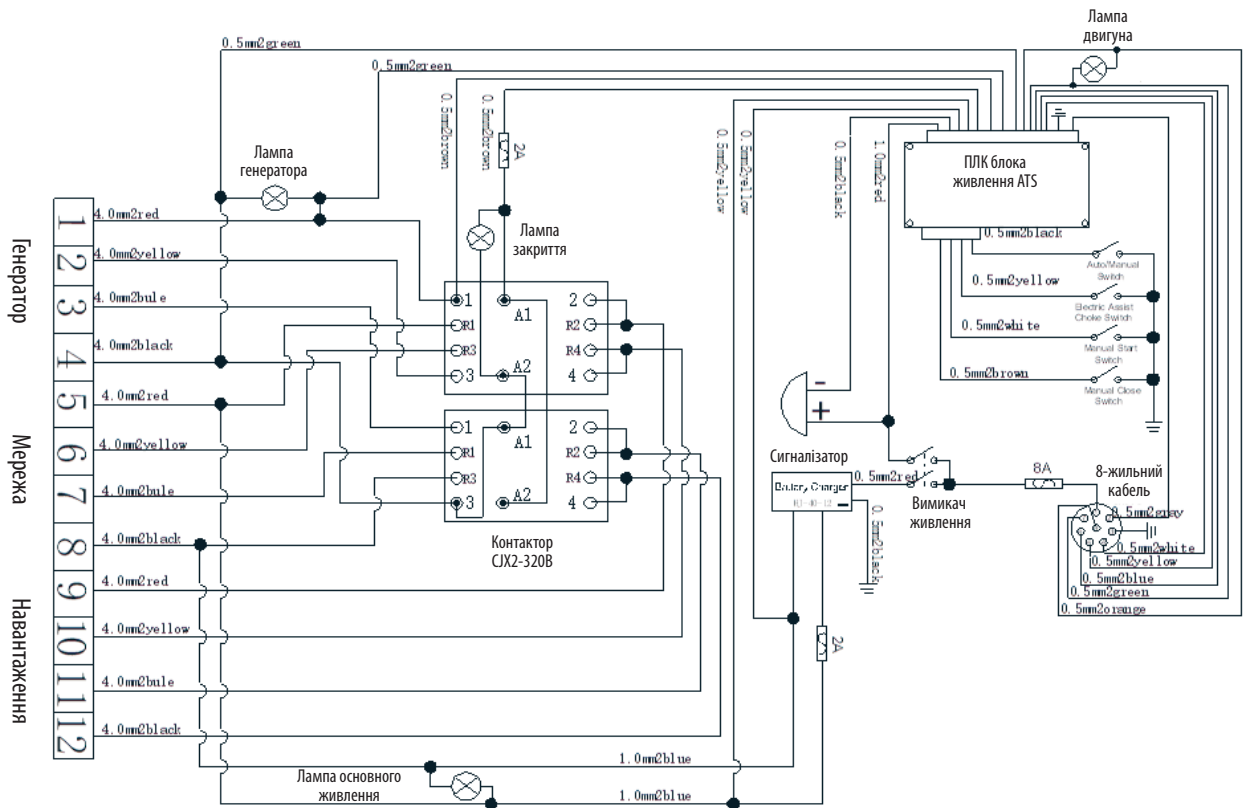 Лампа
двигуна
0.5mm2green
0.5mm2green
0.5mm2brown
0.5mm2brown
2A
0.5mm2yellow
0.5mm2yellow
0.5mm2black
1.0mm2red
ПЛК блока
живлення ATS
Лампа
генератора
Лампа
закриття
0.5mm2black
Auto/Manual
Switch
0.5mm2yellow
Electric Assist
Choke Switch
0.5mm2white
Manual Start
Switch
0.5mm2brown
Manual Close
Switch
Генератор
Мережа
Навантаження
1
4.0mm2red
2
4.0mm2yellow
3
4.0mm2bule
4
4.0mm2black
5
4.0mm2red
6
4.0mm2yellow
7
4.0mm2bule
8
4.0mm2black
9
4.0mm2red
10
4.0mm2yellow
11
4.0mm2bule
12
4.0mm2black
1
A1
2
R1
R2
R3
A2
R4
3
4
1
A1
2
R1
R2
R3
R4
3
A2
4
Контактор
CJX2-320B
-
+
Сигналізатор
Battery Charger
0.5mm2red
0.5mm2black
Вимикач
живлення
8A
8-жильний
кабель
0.5mm2gray
0.5mm2white
0.5mm2yellow
0.5mm2blue
0.5mm2green
0.5mm2orange
2A
Лампа основного
живлення
1.0mm2blue
1.0mm2blue